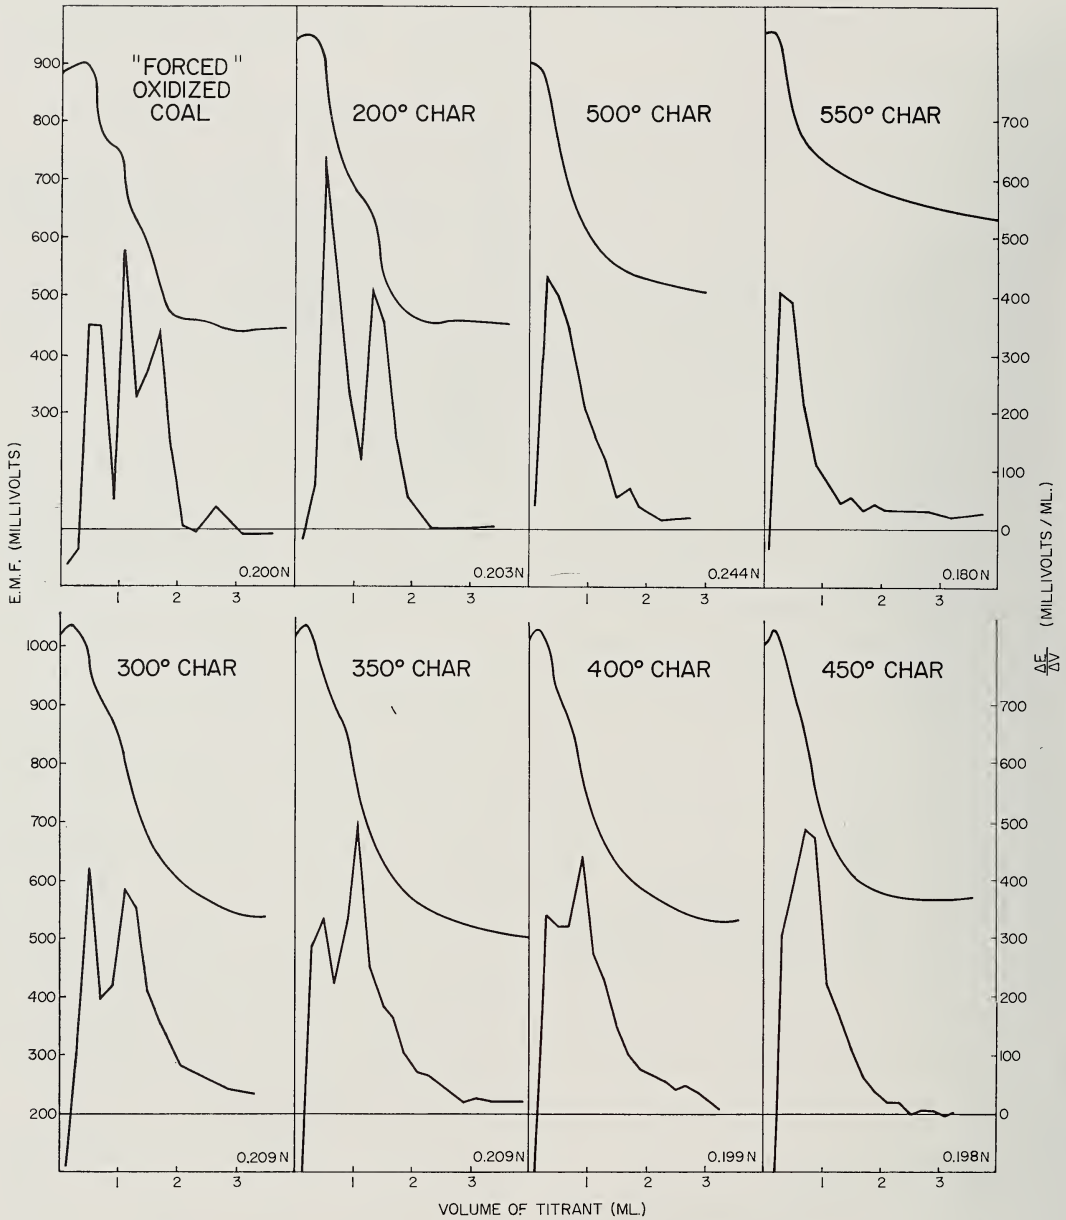 "FORCED"
OXIDIZED
COAL
200° CHAR
500° CHAR
550° CHAR
900
800
700
600
500
400
300
700
600
500
400
300
200
100
0
0.200N
0.203N
0.244N
0.180N
1 2 3
1 2 3
1 2 3
1 2 3
E.M.F. (MILLIVOLTS)
ΔE/ΔV (MILLIVOLTS / ML.)
300° CHAR
350° CHAR
400° CHAR
450° CHAR
1000
900
800
700
600
500
400
300
200
700
600
500
400
300
200
100
0
0.209N
0.209N
0.199N
0.198N
1 2 3
1 2 3
1 2 3
1 2 3
VOLUME OF TITRANT (ML.)